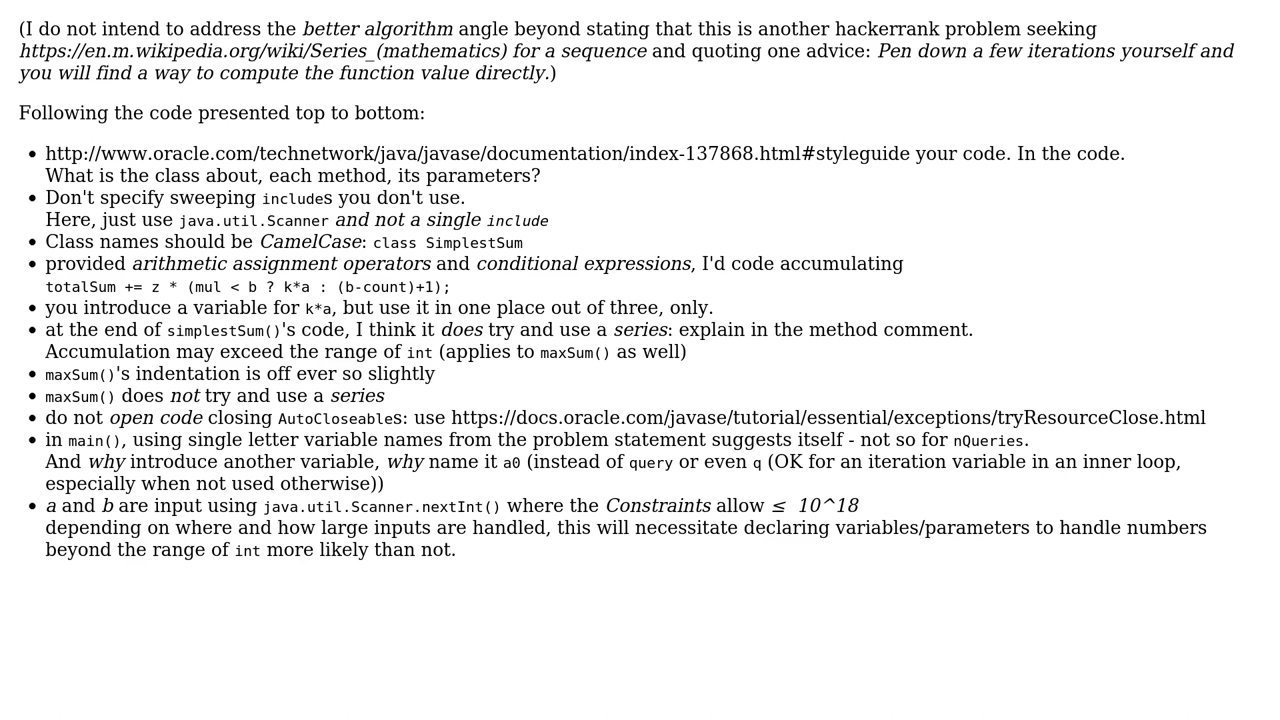 (I do not intend to address the better algorithm angle beyond stating that this is another hackerrank problem seeking
https://en.m.wikipedia.org/wiki/Series_(mathematics) for a sequence and quoting one advice: Pen down a few iterations yourself and
you will find a way to compute the function value directly.)
Following the code presented top to bottom:
• http://www.oracle.com/technetwork/java/javase/documentation/index-137868.html#styleguide your code. In the code.
What is the class about, each method, its parameters?
• Don't specify sweeping includes you don't use.
Here, just use java.util.Scanner and not a single include
• Class names should be CamelCase: class SimplestSum
• provided arithmetic assignment operators and conditional expressions, I'd code accumulating
totalSum += z * (mul < b ? k*a : (b-count)+1);
• you introduce a variable for k*a, but use it in one place out of three, only.
• at the end of simplestSum()'s code, I think it does try and use a series: explain in the method comment.
Accumulation may exceed the range of int (applies to maxSum() as well)
• maxSum()'s indentation is off ever so slightly
• maxSum() does not try and use a series
• do not open code closing AutoCloseables: use https://docs.oracle.com/javase/tutorial/essential/exceptions/tryResourceClose.html
• in main(), using single letter variable names from the problem statement suggests itself - not so for nQueries.
And why introduce another variable, why name it a0 (instead of query or even q (OK for an iteration variable in an inner loop,
especially when not used otherwise))
• a and b are input using java.util.Scanner.nextInt() where the Constraints allow ≤ 10^18
depending on where and how large inputs are handled, this will necessitate declaring variables/parameters to handle numbers
beyond the range of int more likely than not.